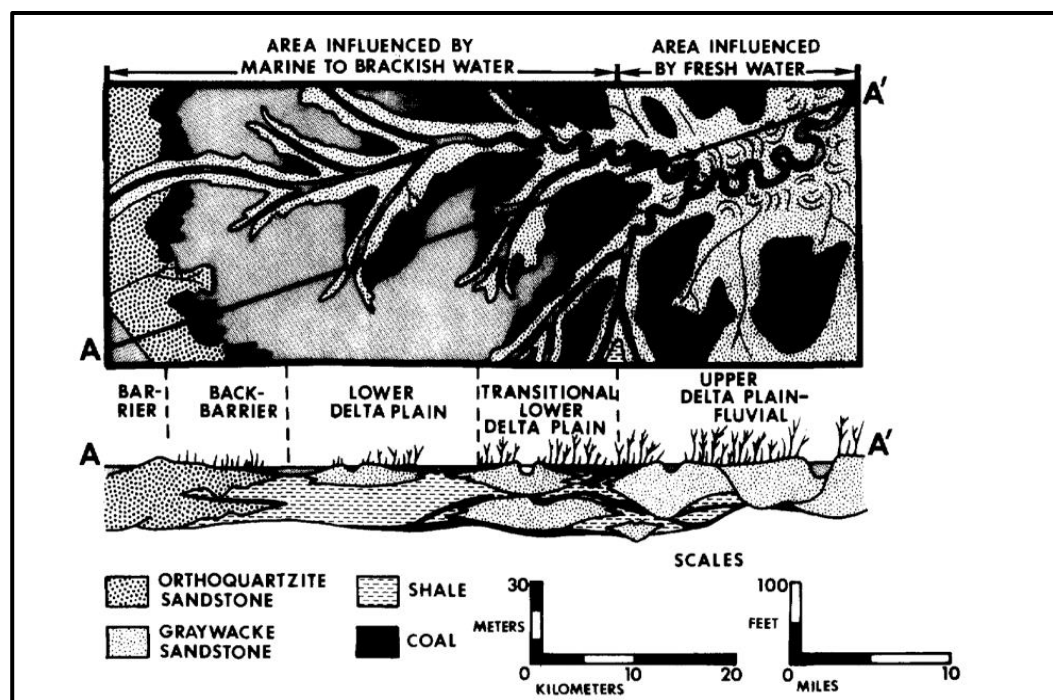 AREA INFLUENCED BY
MARINE TO BRACKISH WATER
AREA INFLUENCED
BY FRESH WATER
A'
A
BAR-
RIER
BACK-
BARRIER
LOWER
DELTA PLAIN
TRANSITIONAL
LOWER
DELTA PLAIN
UPPER
DELTA PLAIN-
FLUVIAL
A
A'
ORTHOQUARTZITE
SANDSTONE
SHALE
GRAYWACKE
SANDSTONE
COAL
SCALES
30
METERS
0 10 20
KILOMETERS
100
FEET
0 10
MILES